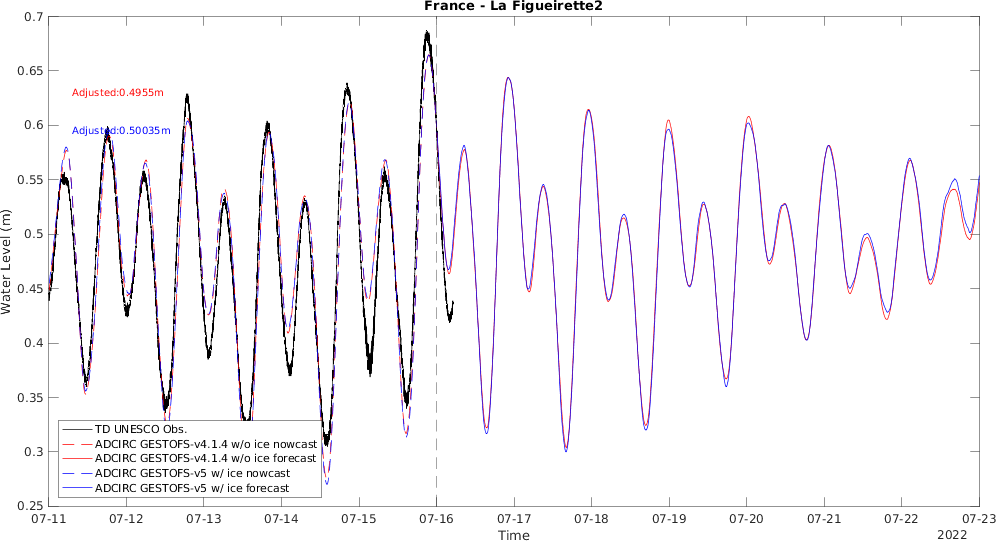 France - La Figueirette2
Water Level (m)
0.7
0.65
0.6
0.55
0.5
0.45
0.4
0.35
0.3
0.25
Adjusted:0.4955m
Adjusted:0.50035m
TD UNESCO Obs.
ADCIRC GESTOFS-v4.1.4 w/o ice nowcast
ADCIRC GESTOFS-v4.1.4 w/o ice forecast
ADCIRC GESTOFS-v5 w/ ice nowcast
ADCIRC GESTOFS-v5 w/ ice forecast
07-11 07-12 07-13 07-14 07-15 07-16 07-17 07-18 07-19 07-20 07-21 07-22 07-23
Time
2022